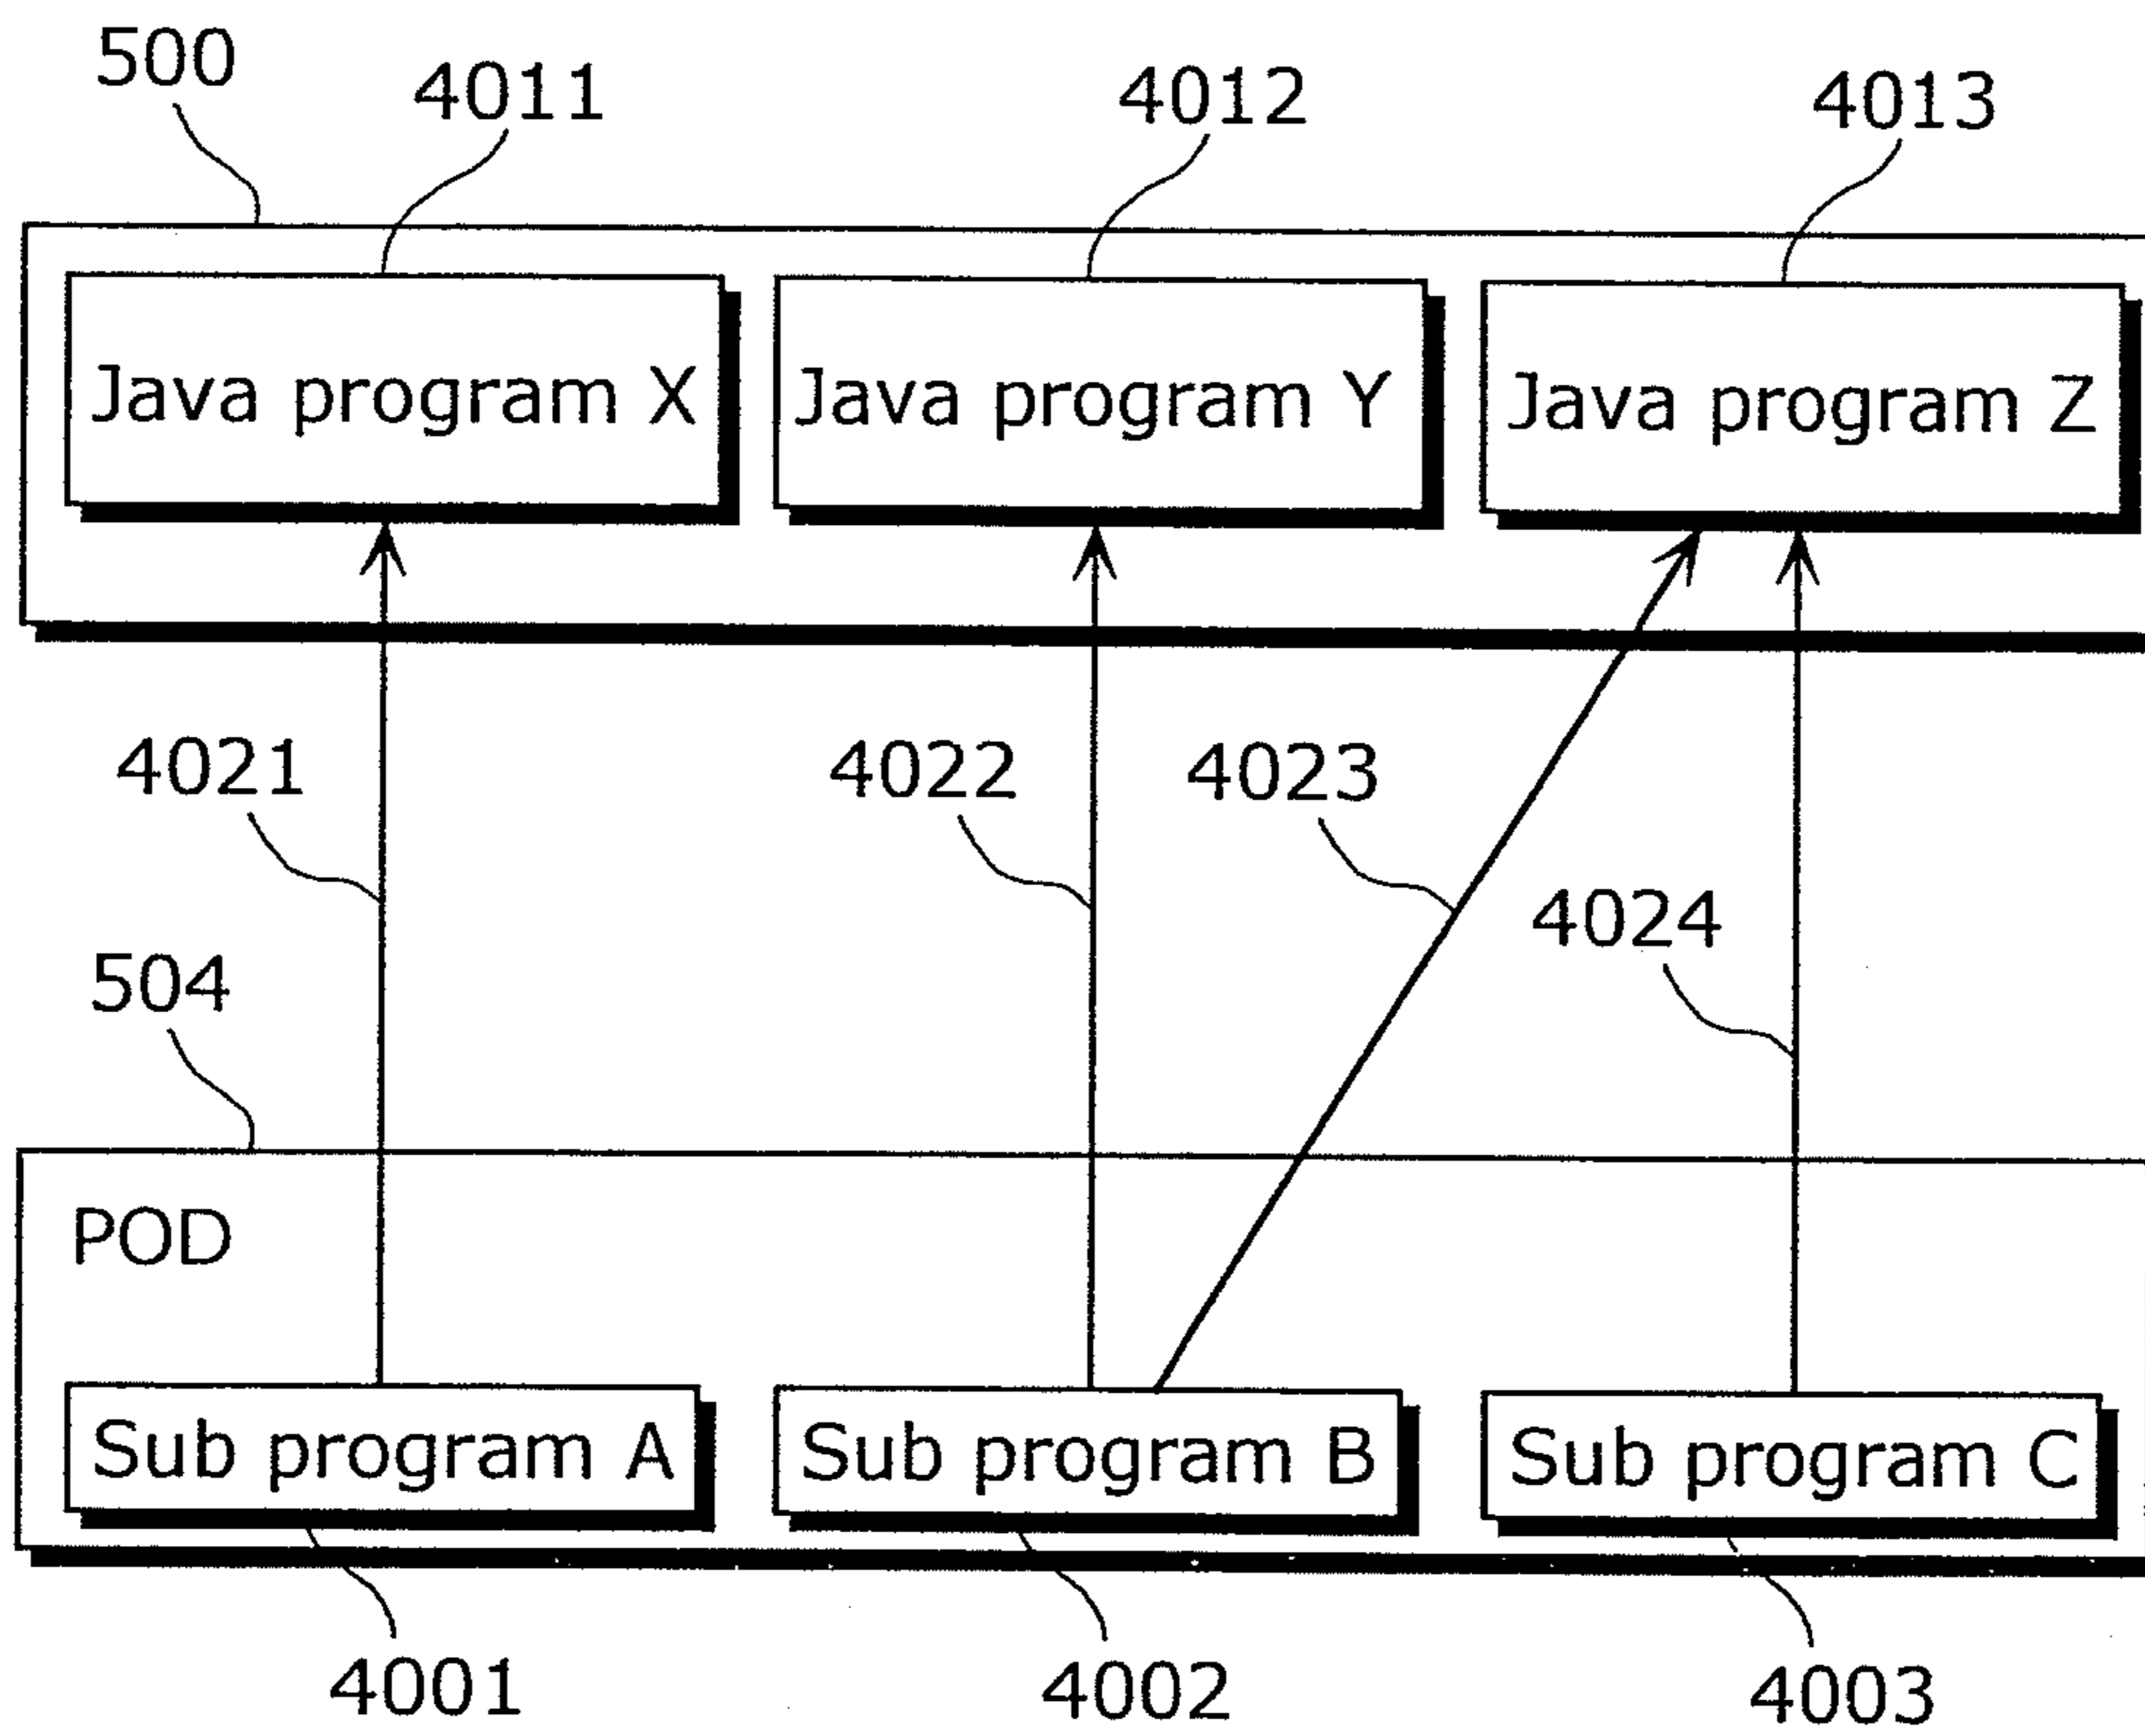 500
4011
4012
4013
Java program X
Java program Y
Java program Z
4021
4022
4023
4024
504
POD
Sub program A
Sub program B
Sub program C
4001
4002
4003